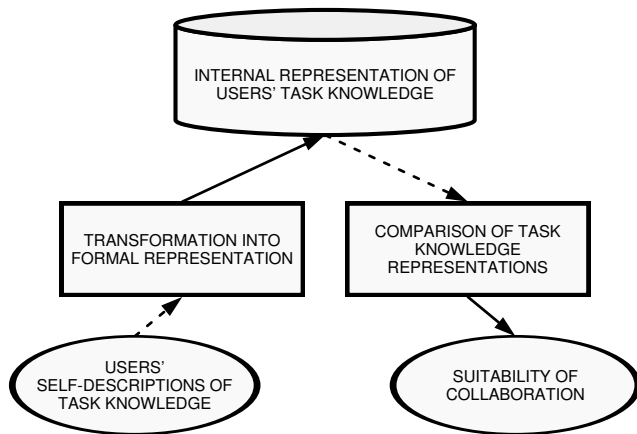 INTERNAL REPRESENTATION OF
USERS' TASK KNOWLEDGE
TRANSFORMATION INTO
FORMAL REPRESENTATION
COMPARISON OF TASK
KNOWLEDGE
REPRESENTATIONS
USERS'
SELF-DESCRIPTIONS OF
TASK KNOWLEDGE
SUITABILITY OF
COLLABORATION